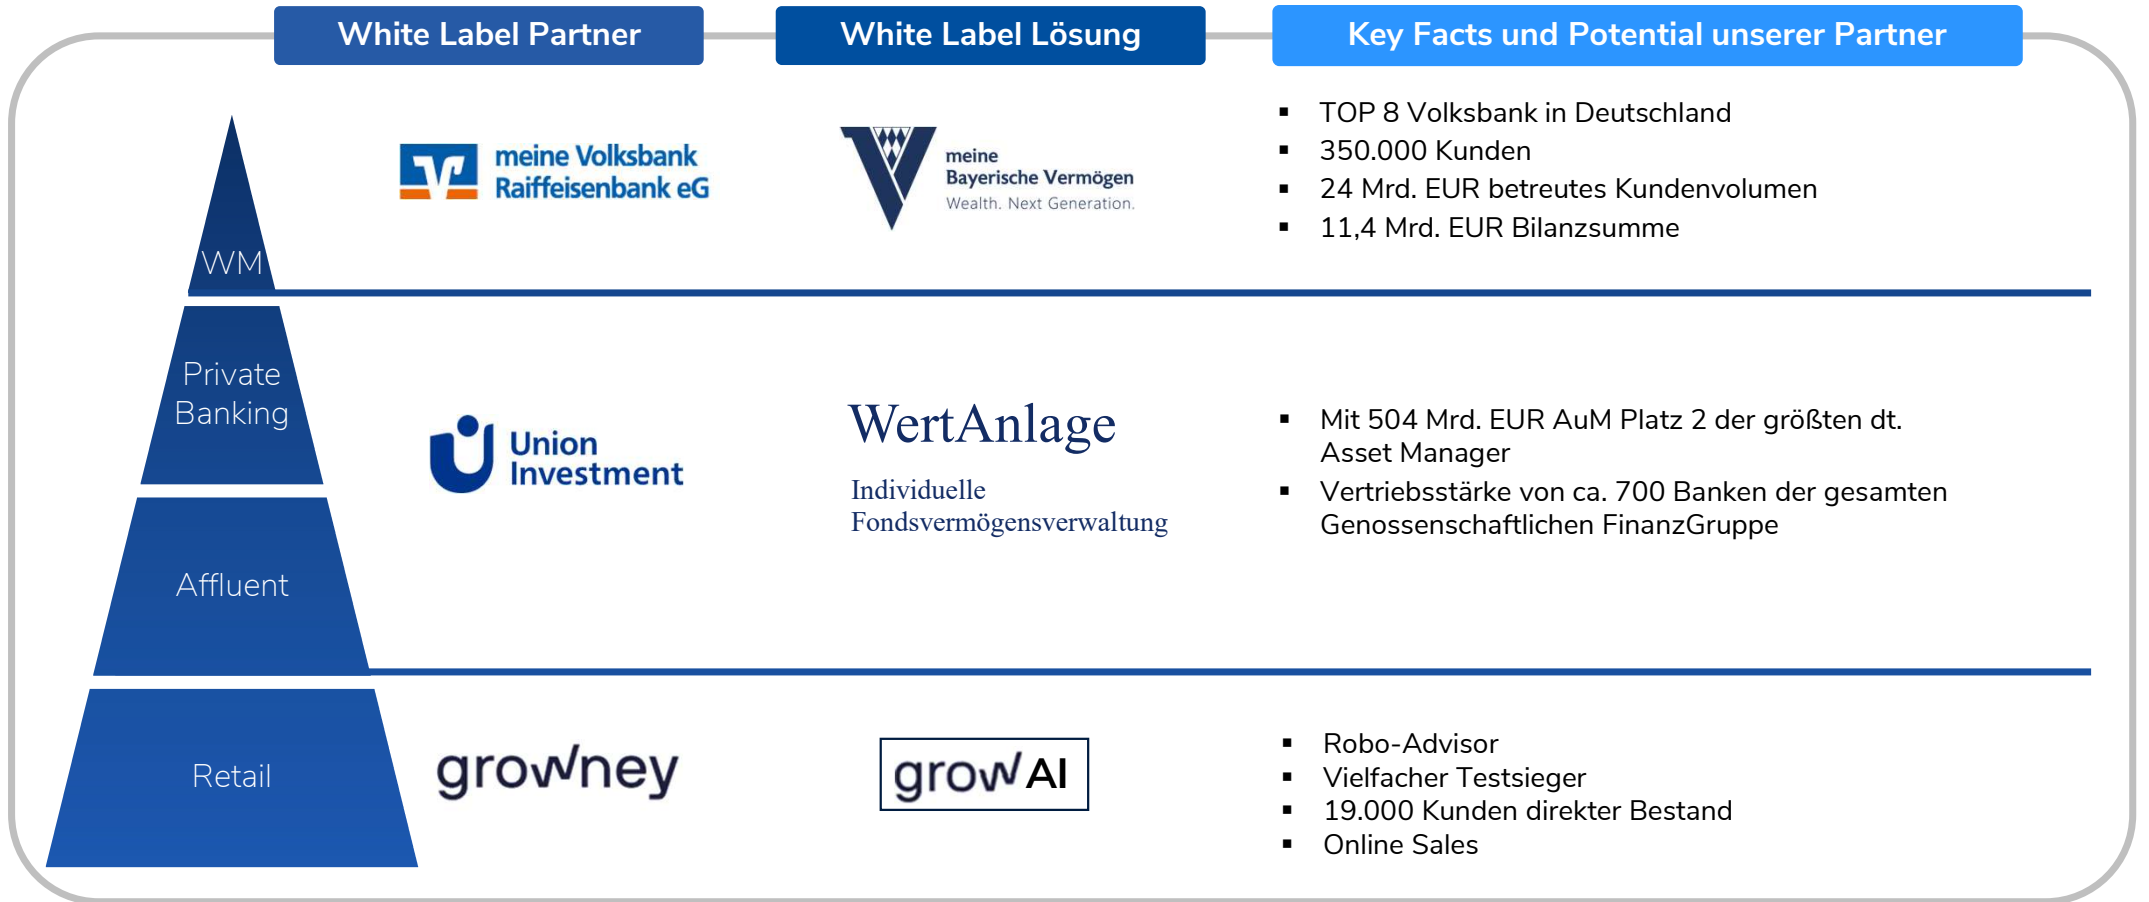 White Label Partner
White Label Lösung
Key Facts und Potential unserer Partner
WM
meine Volksbank
Raiffeisenbank eG
meine
Bayerische Vermögen
Wealth. Next Generation.
▪ TOP 8 Volksbank in Deutschland
▪ 350.000 Kunden
▪ 24 Mrd. EUR betreutes Kundenvolumen
▪ 11,4 Mrd. EUR Bilanzsumme
Private
Banking
Affluent
Union
Investment
WertAnlage
Individuelle
Fondsvermögensverwaltung
▪ Mit 504 Mrd. EUR AuM Platz 2 der größten dt.
Asset Manager
▪ Vertriebsstärke von ca. 700 Banken der gesamten
Genossenschaftlichen FinanzGruppe
Retail
growney
grow AI
▪ Robo-Advisor
▪ Vielfacher Testsieger
▪ 19.000 Kunden direkter Bestand
▪ Online Sales